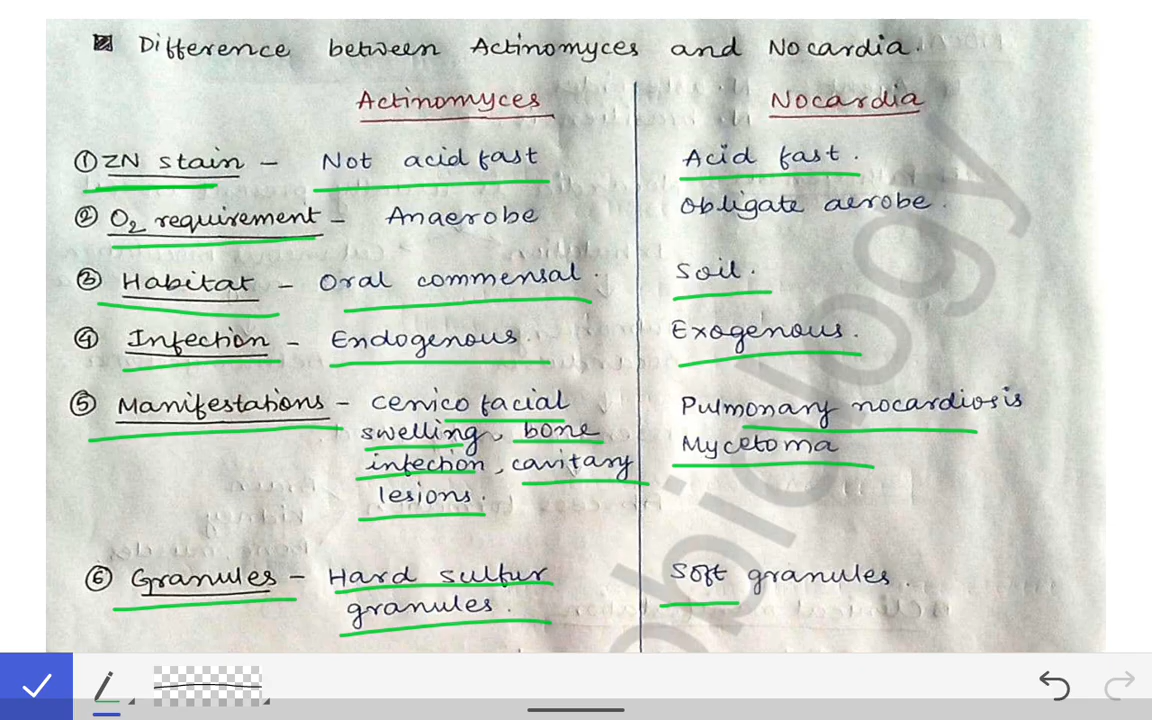 Difference between Actinomyces and Nocardia.
Actinomyces Nocardia
① ZN stain - Not acid fast Acid fast.
② O₂ requirement - Anaerobe Obligate aerobe.
③ Habitat - Oral commensal. Soil.
④ Infection - Endogenous. Exogenous.
⑤ Manifestations - Cervico facial Pulmonary nocardiosis
swelling, bone Mycetoma
infection, cavitary
lesions.
⑥ Granules - Hard sulfur Soft granules.
granules.